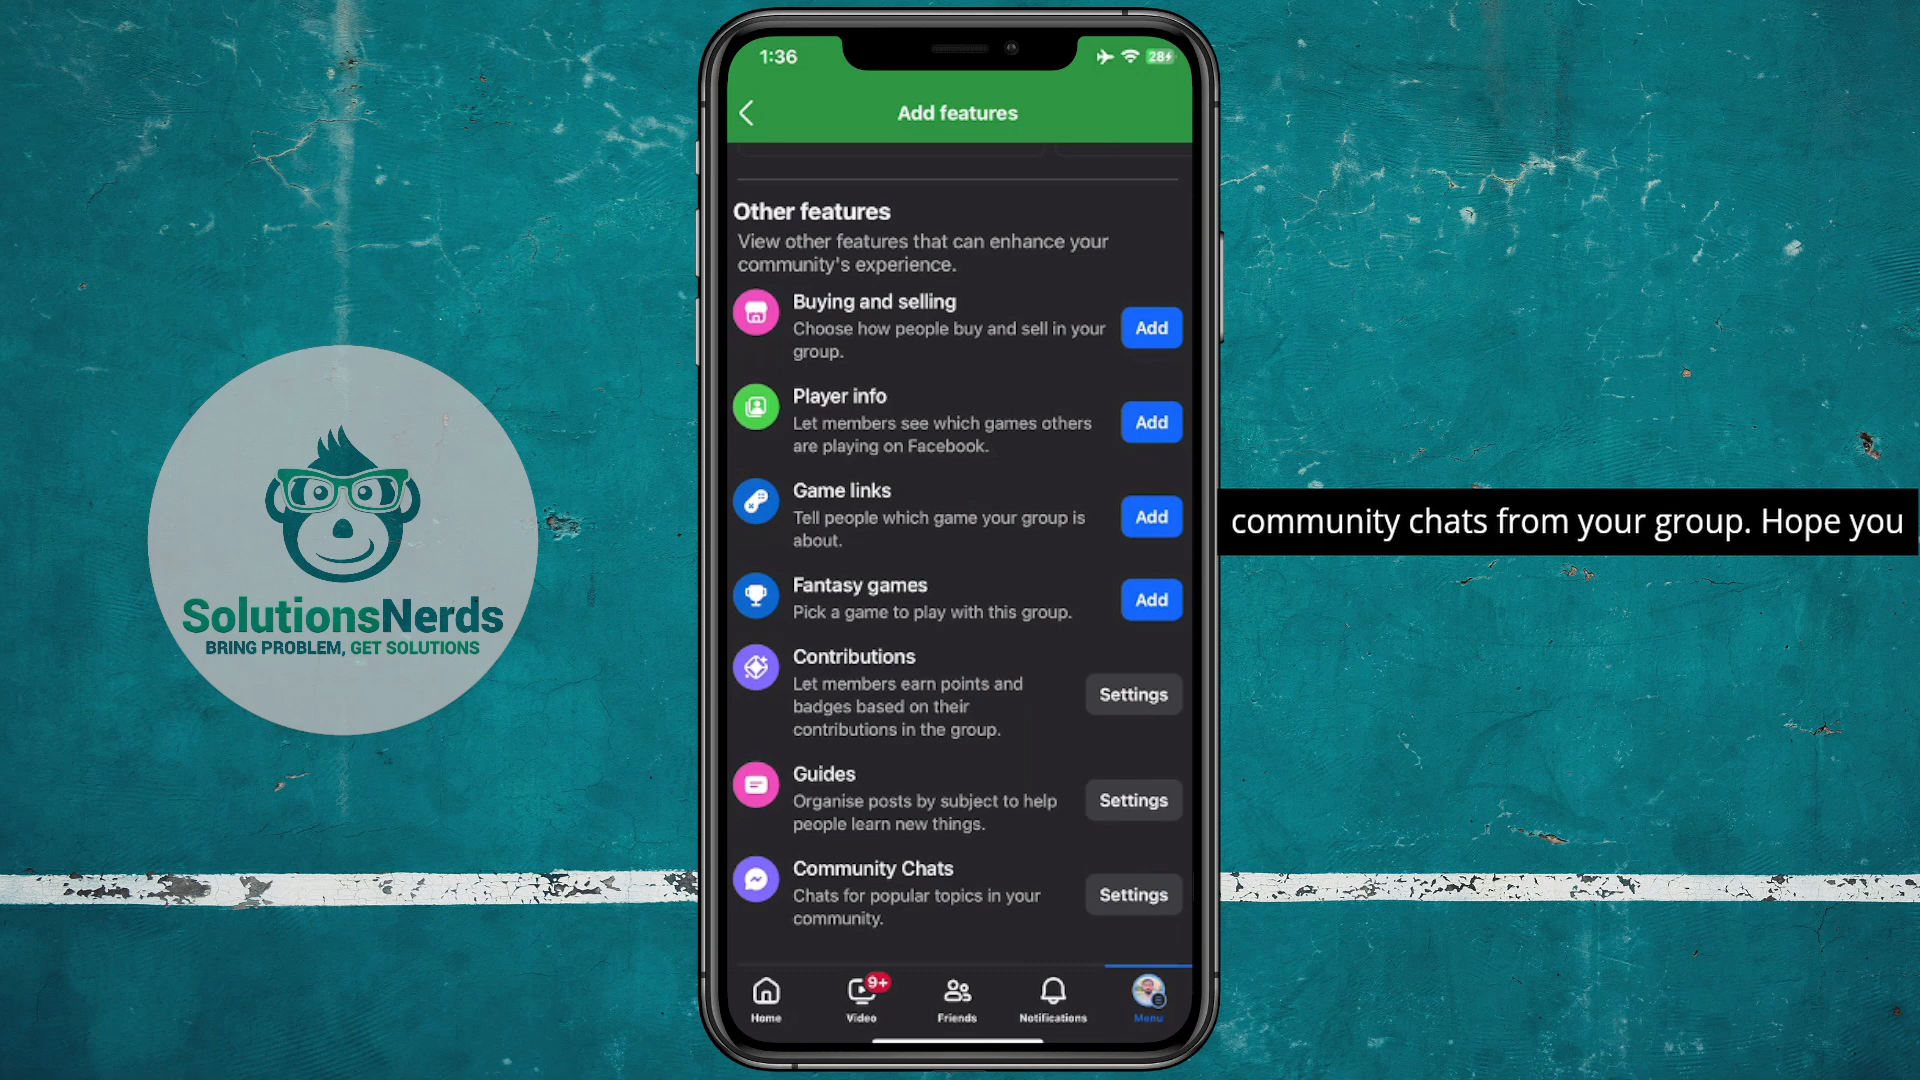 1:36
28
Add features
Other features
View other features that can enhance your
community's experience.
Buying and selling
Choose how people buy and sell in your
group.
Add
Player info
Let members see which games others
are playing on Facebook.
Add
Game links
Tell people which game your group is
about.
Add
Fantasy games
Pick a game to play with this group.
Add
Contributions
Let members earn points and
badges based on their
contributions in the group.
Settings
Guides
Organise posts by subject to help
people learn new things.
Settings
Community Chats
Chats for popular topics in your
community.
Settings
9+
Home
Video
Friends
Notifications
Menu
SolutionsNerds
BRING PROBLEM, GET SOLUTIONS
community chats from your group. Hope you